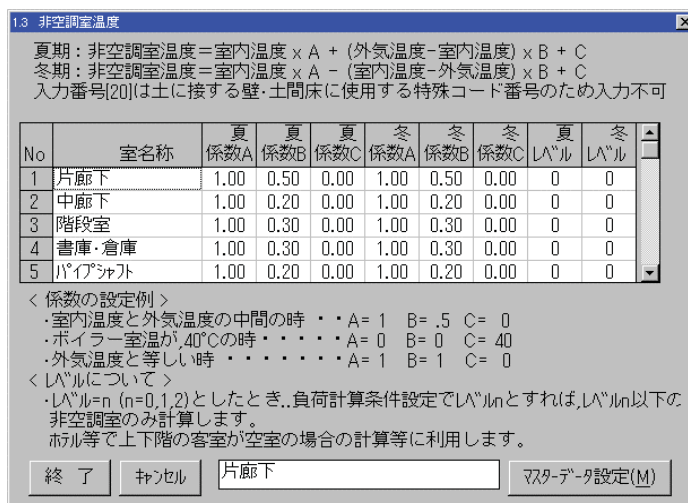 1.3 非空調室温度
夏期：非空調室温度＝室内温度 x A + (外気温度-室内温度) x B + C
冬期：非空調室温度＝室内温度 x A - (室内温度-外気温度) x B + C
入力番号[20]は土に接する壁･土間床に使用する特殊コード番号のため入力不可
No 室名称 夏係数A 夏係数B 夏係数C 冬係数A 冬係数B 冬係数C 夏ﾚﾍﾞﾙ 冬ﾚﾍﾞﾙ
1 片廊下 1.00 0.50 0.00 1.00 0.50 0.00 0 0
2 中廊下 1.00 0.20 0.00 1.00 0.20 0.00 0 0
3 階段室 1.00 0.30 0.00 1.00 0.30 0.00 0 0
4 書庫･倉庫 1.00 0.30 0.00 1.00 0.30 0.00 0 0
5 ﾊﾟｲﾌﾟｼｬﾌﾄ 1.00 0.20 0.00 1.00 0.20 0.00 0 0
< 係数の設定例 >
･室内温度と外気温度の中間の時 ･･A= 1 B= .5 C= 0
･ボイラー室温が,40℃の時･････A= 0 B= 0 C= 40
･外気温度と等しい時 ･･･････A= 1 B= 1 C= 0
< ﾚﾍﾞﾙについて >
･ﾚﾍﾞﾙ=n (n=0,1,2)としたとき..負荷計算条件設定でﾚﾍﾞﾙnとすれば,ﾚﾍﾞﾙn以下の
非空調室のみ計算します。
ﾎﾃﾙ等で上下階の客室が空室の場合の計算等に利用します。
終 了 ｷｬﾝｾﾙ 片廊下 ﾏｽﾀｰﾃﾞｰﾀ設定(M)